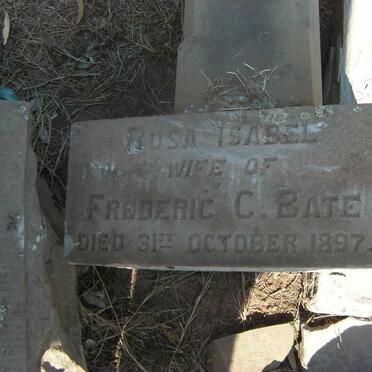 ROSA ISABEL
WIFE OF
FREDERIC C. BATE
DIED 31ST OCTOBER 1897.